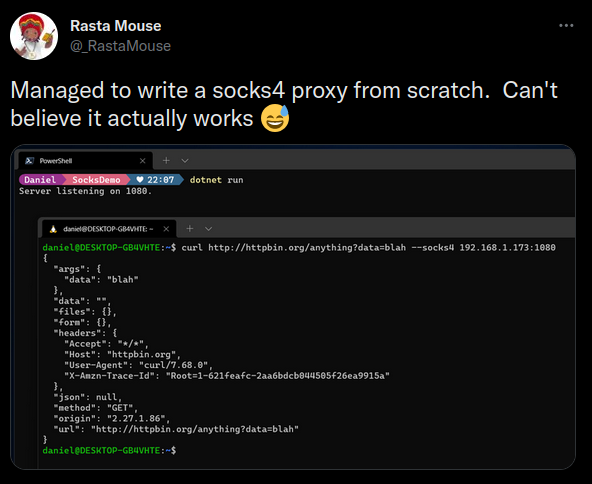 Rasta Mouse
@_RastaMouse
Managed to write a socks4 proxy from scratch.  Can't
believe it actually works 😅
PowerShell
Daniel SocksDemo ♥ 22:07 dotnet run
Server listening on 1080.
daniel@DESKTOP-GB4VHTE: ~
daniel@DESKTOP-GB4VHTE:~$ curl http://httpbin.org/anything?data=blah --socks4 192.168.1.173:1080
{
  "args": {
    "data": "blah"
  },
  "data": "",
  "files": {},
  "form": {},
  "headers": {
    "Accept": "*/*",
    "Host": "httpbin.org",
    "User-Agent": "curl/7.68.0",
    "X-Amzn-Trace-Id": "Root=1-621feafc-2aa6bdcb044505f26ea9915a"
  },
  "json": null,
  "method": "GET",
  "origin": "2.27.1.86",
  "url": "http://httpbin.org/anything?data=blah"
}
daniel@DESKTOP-GB4VHTE:~$